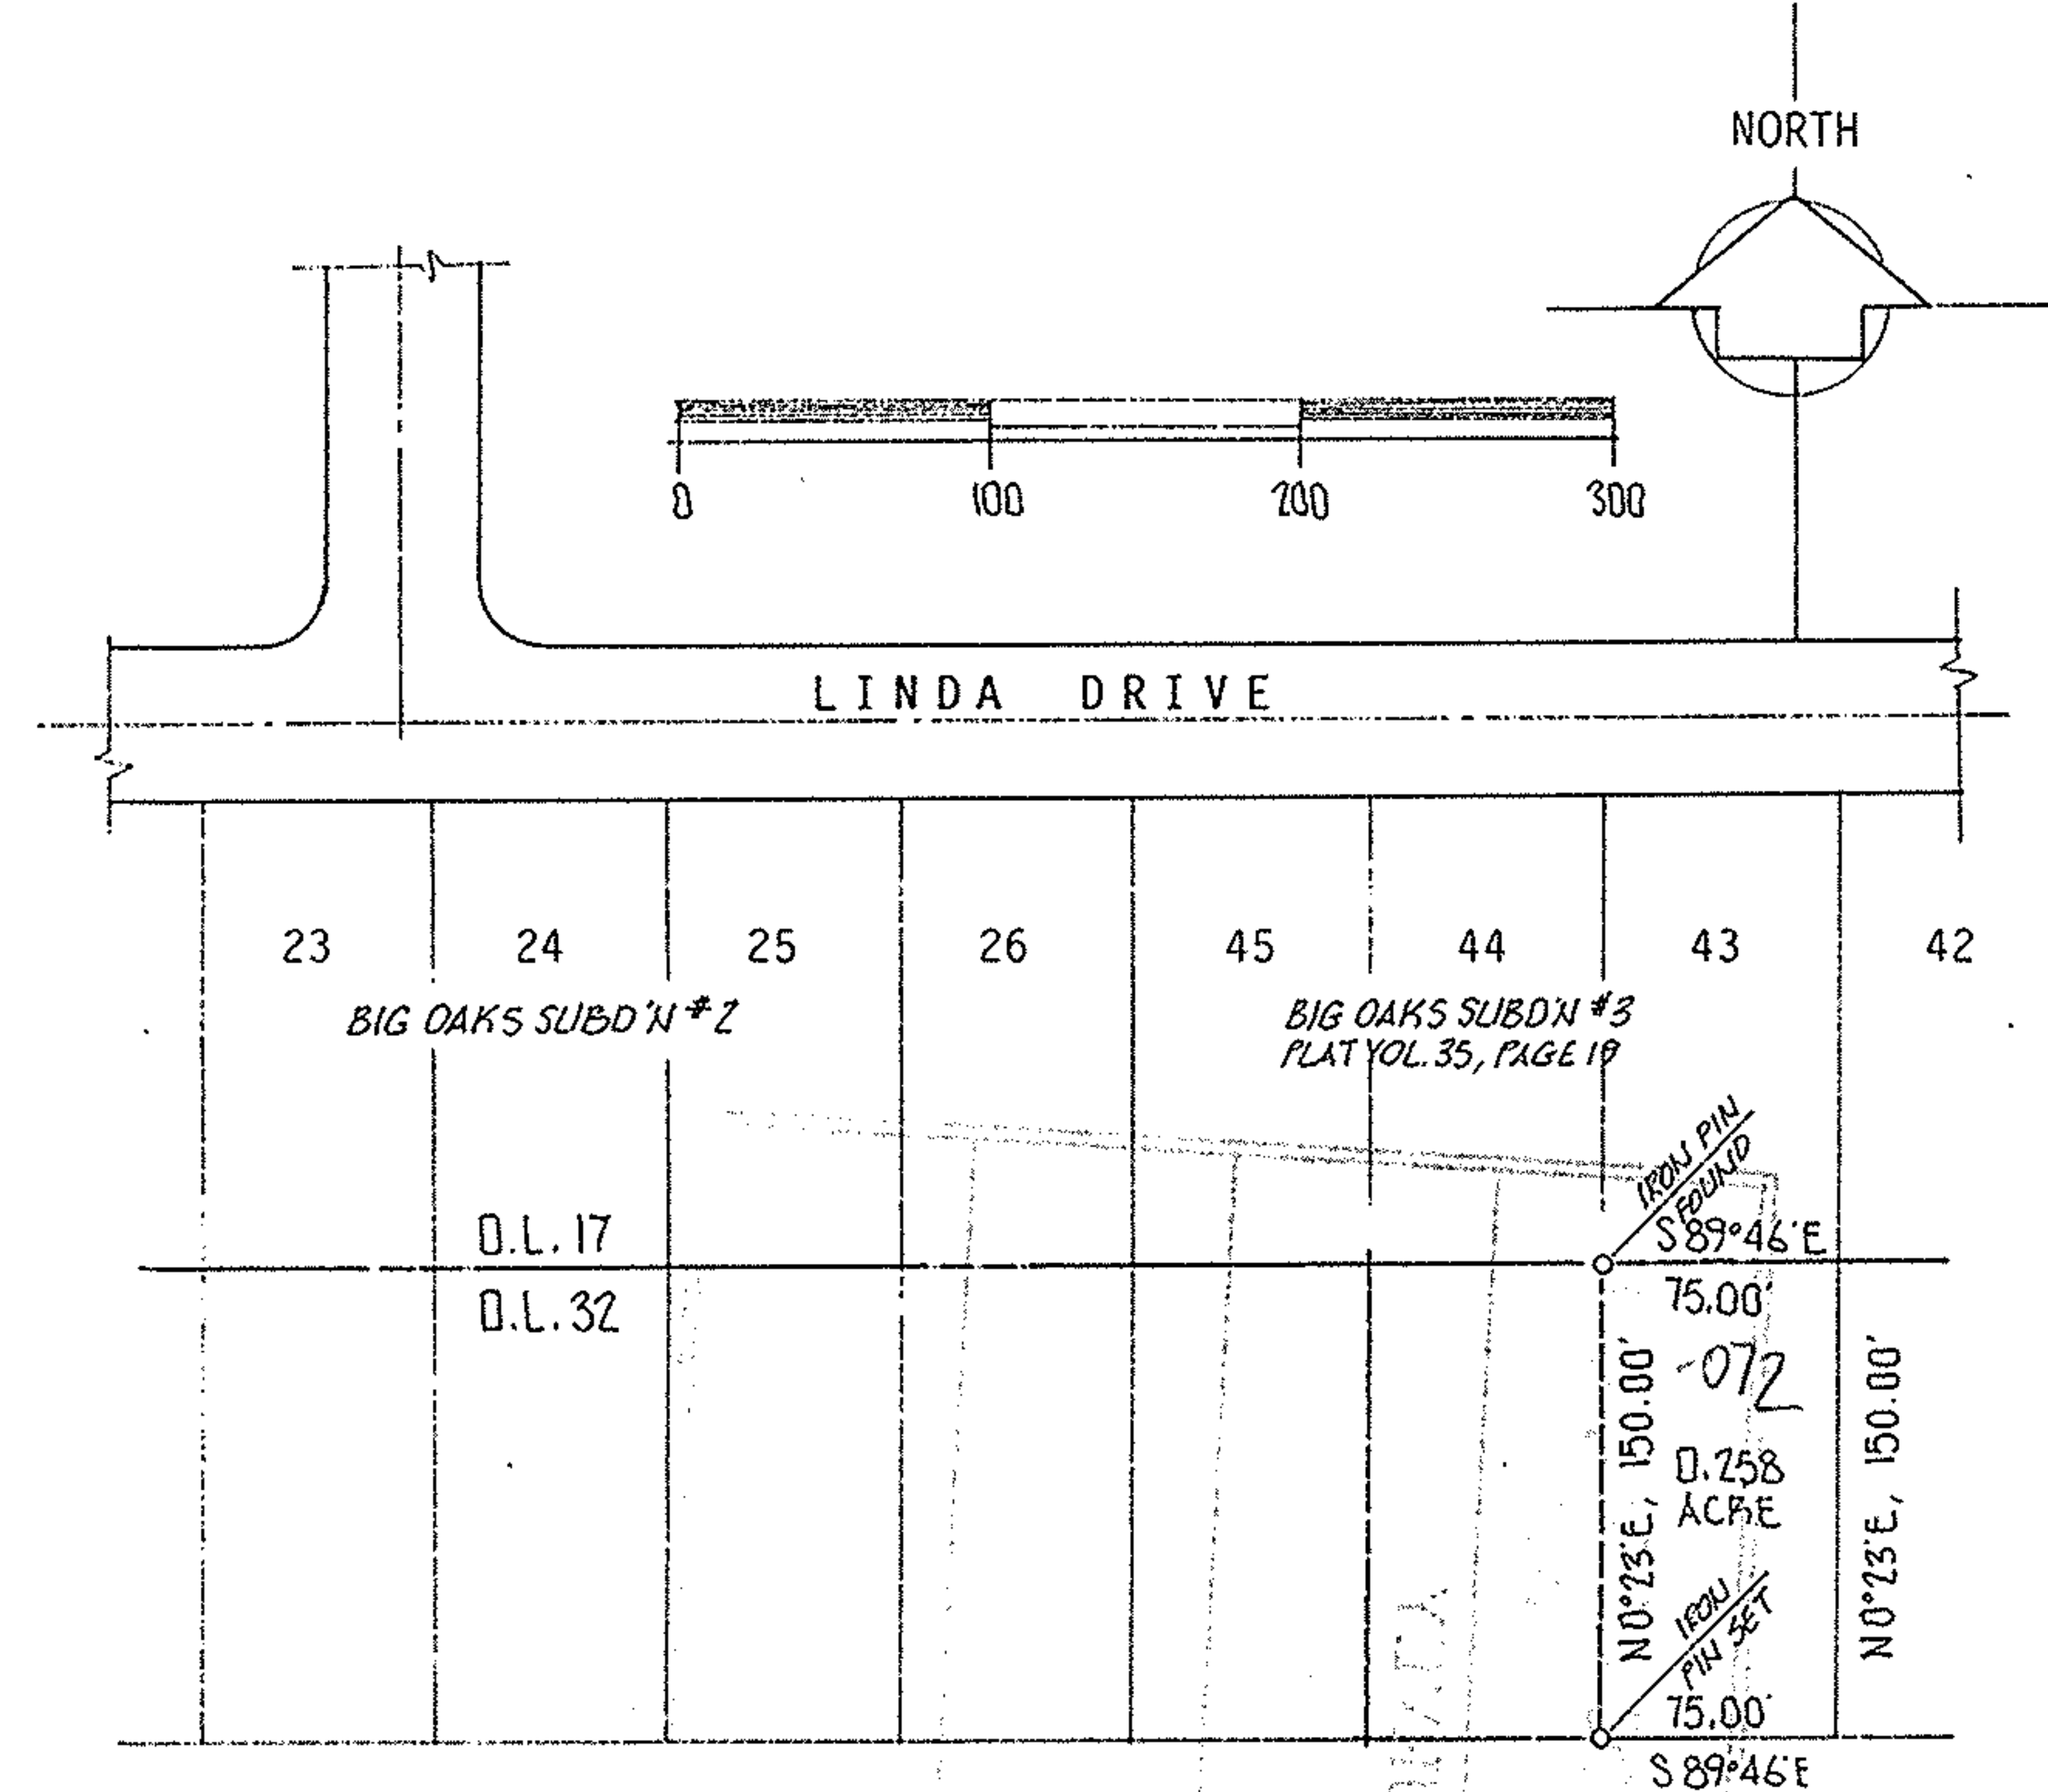 NORTH
0 100 200 300
LINDA DRIVE
23 24 25 26 45 44 43 42
BIG OAKS SUBD'N #2
BIG OAKS SUBD'N #3
PLAT VOL. 35, PAGE 19
IRON PIN
FOUND
O.L. 17
S 89°46'E
O.L. 32
75.00'
-072
N0°23'E, 150.00'
0.258
ACRE
N0°23'E, 150.00'
IRON
PIN SET
75.00'
S 89°46'E